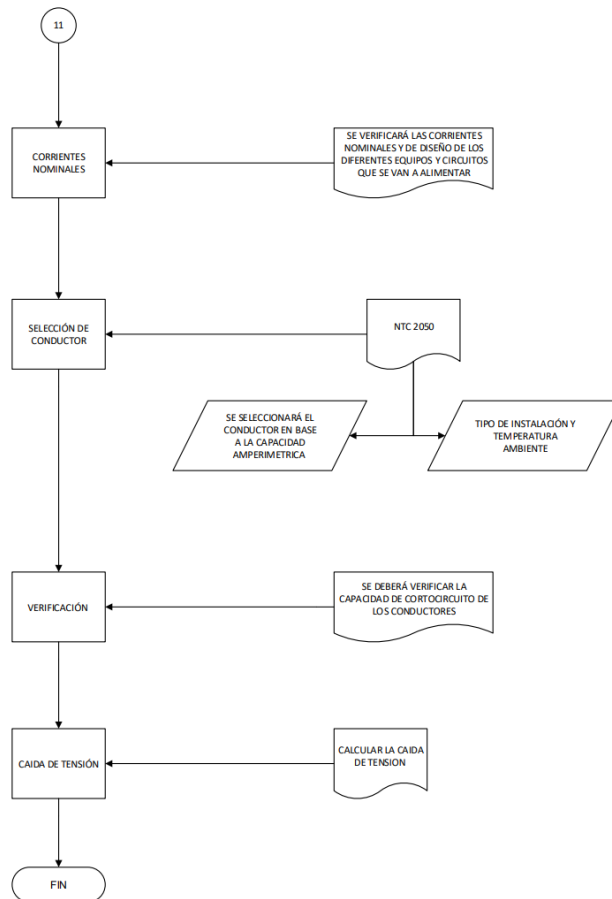 11
CORRIENTES
NOMINALES
SE VERIFICARÁ LAS CORRIENTES
NOMINALES Y DE DISEÑO DE LOS
DIFERENTES EQUIPOS Y CIRCUITOS
QUE SE VAN A ALIMENTAR
SELECCIÓN DE
CONDUCTOR
NTC 2050
SE SELECCIONARÁ EL
CONDUCTOR EN BASE
A LA CAPACIDAD
AMPERIMETRICA
TIPO DE INSTALACIÓN Y
TEMPERATURA
AMBIENTE
VERIFICACIÓN
SE DEBERÁ VERIFICAR LA
CAPACIDAD DE CORTOCIRCUITO DE
LOS CONDUCTORES
CAIDA DE TENSIÓN
CALCULAR LA CAIDA
DE TENSION
FIN